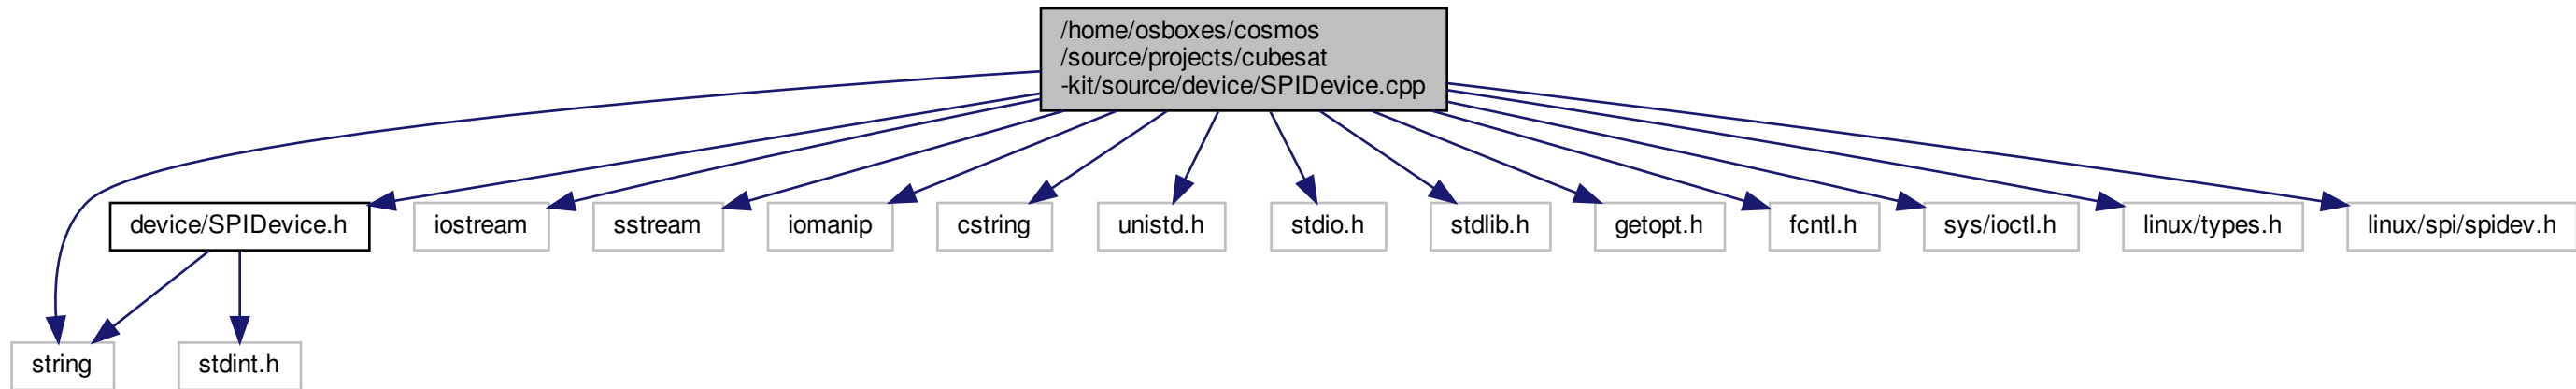 /home/osboxes/cosmos
/source/projects/cubesat
-kit/source/device/SPIDevice.cpp
device/SPIDevice.h
iostream
sstream
iomanip
cstring
unistd.h
stdio.h
stdlib.h
getopt.h
fcntl.h
sys/ioctl.h
linux/types.h
linux/spi/spidev.h
string
stdint.h